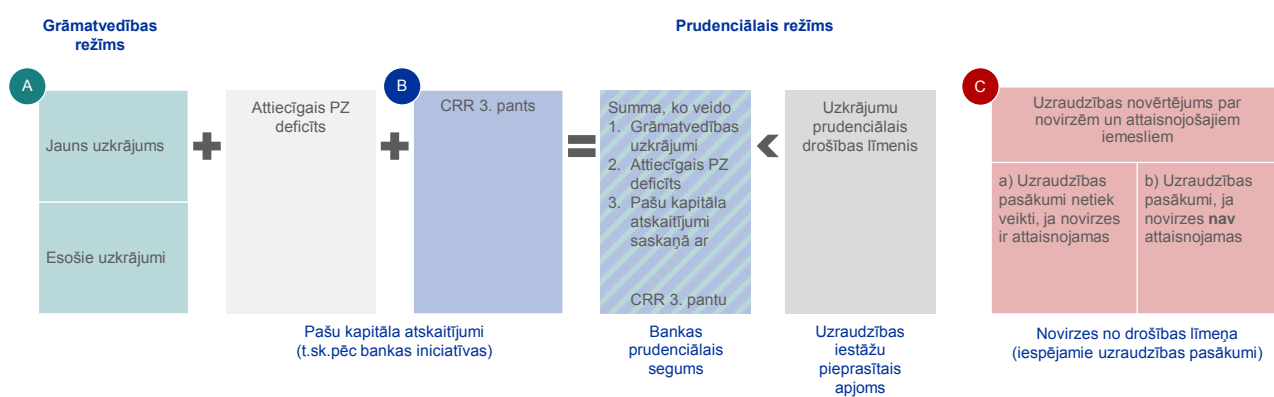 Grāmatvedības
režīms
Prudenciālais režīms
A
Jauns uzkrājums
Esošie uzkrājumi
Attiecīgais PZ
deficīts
B
CRR 3. pants
Summa, ko veido
1. Grāmatvedības
uzkrājumi
2. Attiecīgais PZ
deficīts
3. Pašu kapitāla
atskaitījumi
saskaņā ar
CRR 3. pantu
Uzkrājumu
prudenciālais
drošības līmenis
C
Uzraudzības novērtējums par
novirzēm un attaisnojošajiem
iemesliem
a) Uzraudzības
pasākumi netiek
veikti, ja novirzes
ir attaisnojamas
b) Uzraudzības
pasākumi, ja
novirzes nav
attaisnojamas
Pašu kapitāla atskaitījumi
(t.sk.pēc bankas iniciatīvas)
Bankas
prudenciālais
segums
Uzraudzības
iestāžu
pieprasītais
apjoms
Novirzes no drošības līmeņa
(iespējamie uzraudzības pasākumi)